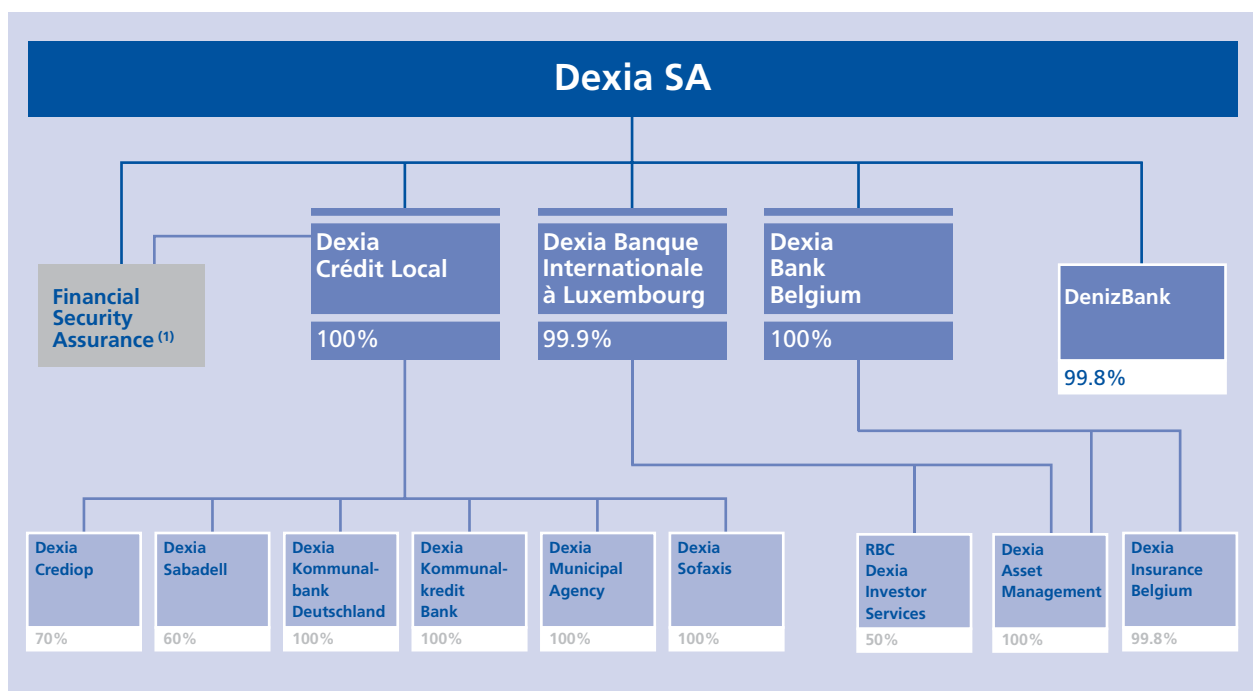 Dexia SA
Financial
Security
Assurance (1)
Dexia
Crédit Local
100%
Dexia Banque
Internationale
à Luxembourg
99.9%
Dexia
Bank
Belgium
100%
DenizBank
99.8%
Dexia
Crediop
70%
Dexia
Sabadell
60%
Dexia
Kommunal-
bank
Deutschland
100%
Dexia
Kommunal-
kredit
Bank
100%
Dexia
Municipal
Agency
100%
Dexia
Sofaxis
100%
RBC
Dexia
Investor
Services
50%
Dexia
Asset
Management
100%
Dexia
Insurance
Belgium
99.8%